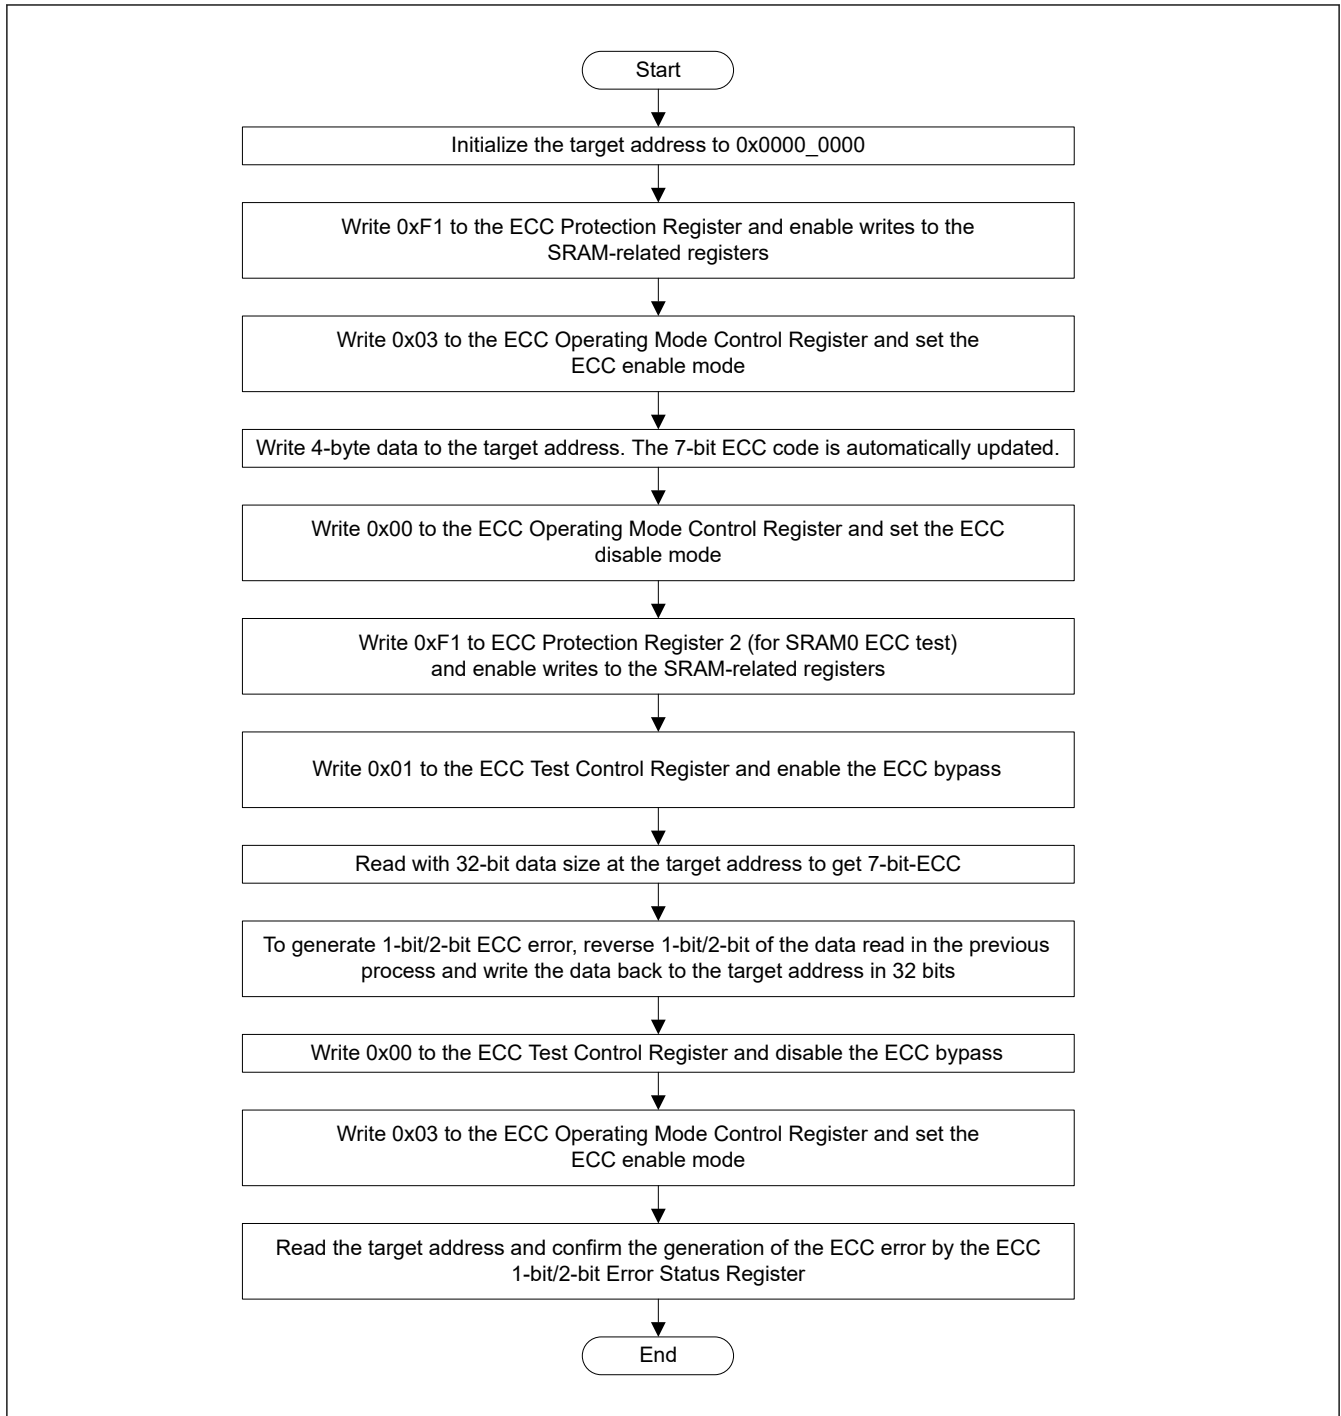 Start
Initialize the target address to 0x0000_0000
Write 0xF1 to the ECC Protection Register and enable writes to the
SRAM-related registers
Write 0x03 to the ECC Operating Mode Control Register and set the
ECC enable mode
Write 4-byte data to the target address. The 7-bit ECC code is automatically updated.
Write 0x00 to the ECC Operating Mode Control Register and set the ECC
disable mode
Write 0xF1 to ECC Protection Register 2 (for SRAM0 ECC test)
and enable writes to the SRAM-related registers
Write 0x01 to the ECC Test Control Register and enable the ECC bypass
Read with 32-bit data size at the target address to get 7-bit-ECC
To generate 1-bit/2-bit ECC error, reverse 1-bit/2-bit of the data read in the previous
process and write the data back to the target address in 32 bits
Write 0x00 to the ECC Test Control Register and disable the ECC bypass
Write 0x03 to the ECC Operating Mode Control Register and set the
ECC enable mode
Read the target address and confirm the generation of the ECC error by the ECC
1-bit/2-bit Error Status Register
End